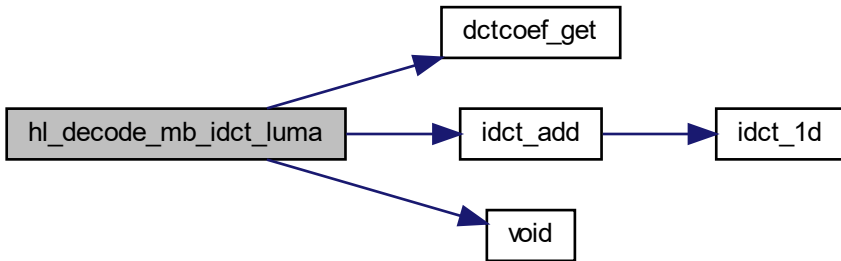 dctcoef_get
hl_decode_mb_idct_luma
idct_add
idct_1d
void